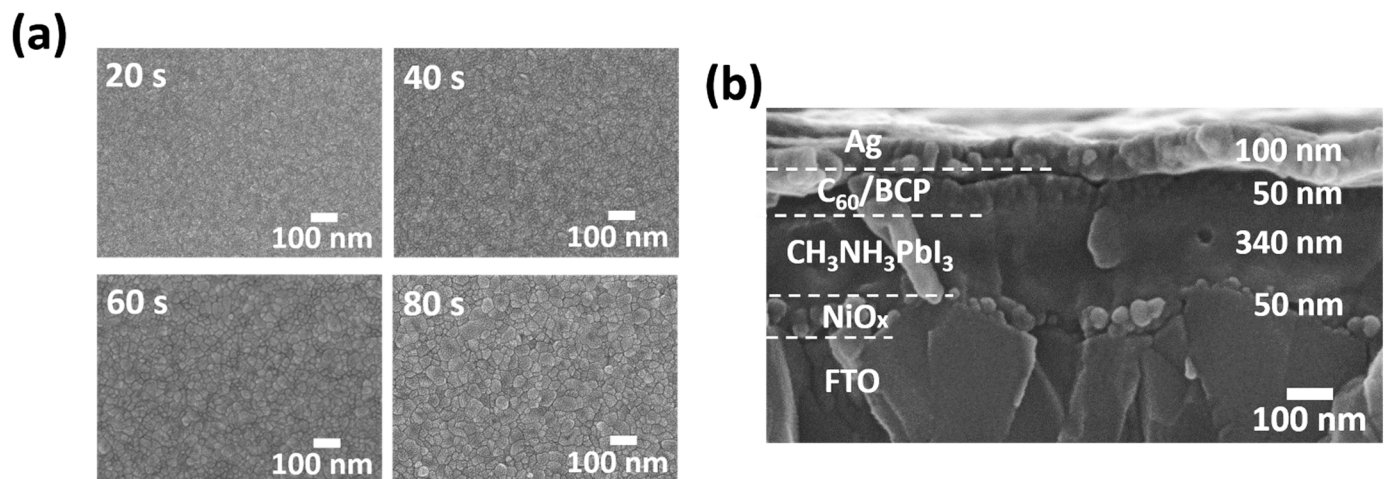 (a)
20 s
100 nm
40 s
100 nm
60 s
100 nm
80 s
100 nm
(b)
Ag
100 nm
C₆₀/BCP
50 nm
CH₃NH₃PbI₃
340 nm
NiOₓ
50 nm
FTO
100 nm